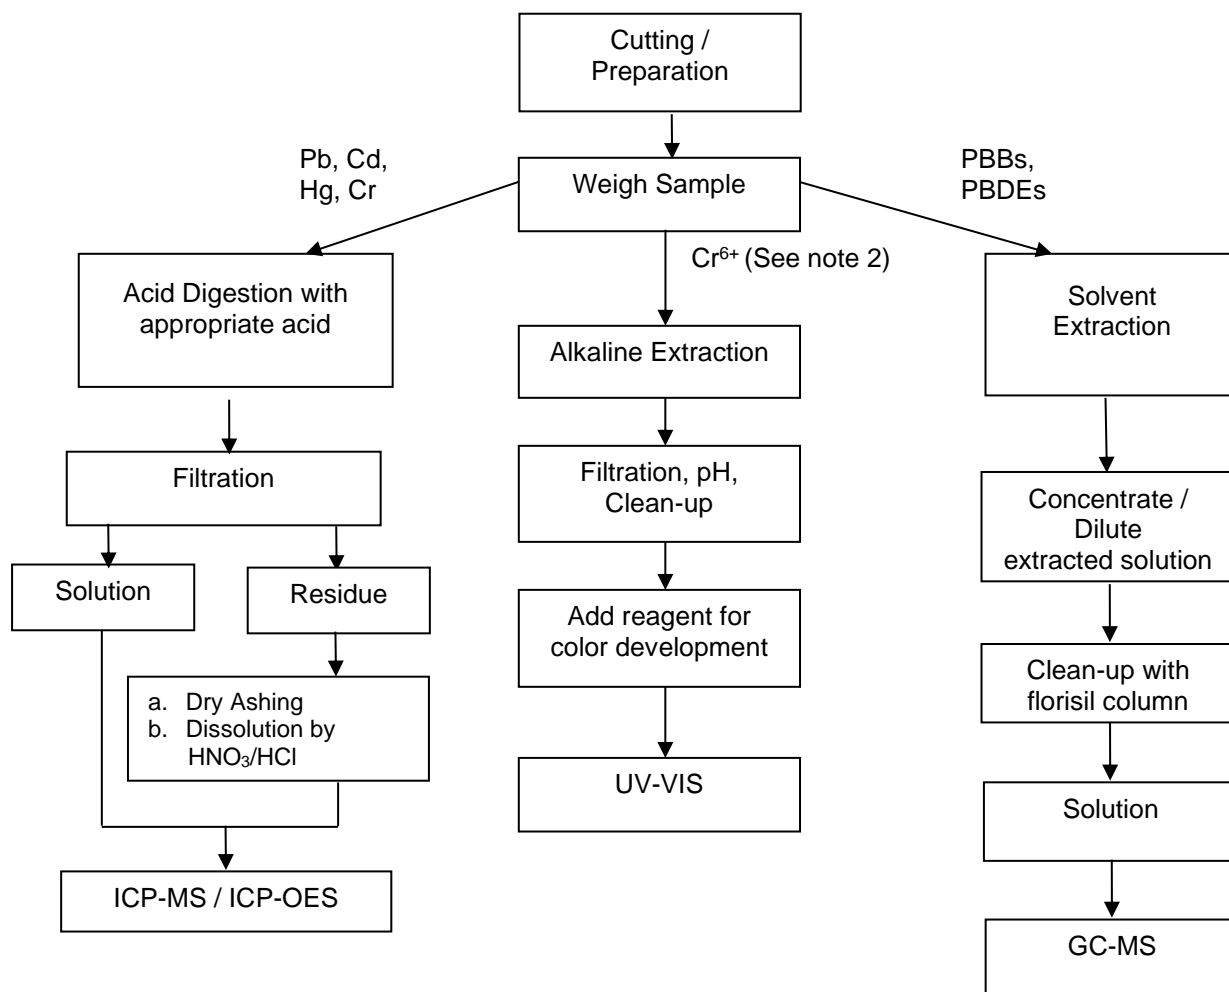 Cutting /
Preparation
Pb, Cd,
Hg, Cr
Weigh Sample
PBBs,
PBDEs
Cr⁶⁺ (See note 2)
Acid Digestion with
appropriate acid
Alkaline Extraction
Solvent
Extraction
Filtration
Filtration, pH,
Clean-up
Concentrate /
Dilute
extracted solution
Solution
Residue
Add reagent for
color development
a. Dry Ashing
b. Dissolution by
HNO₃/HCl
Clean-up with
florisil column
UV-VIS
Solution
ICP-MS / ICP-OES
GC-MS